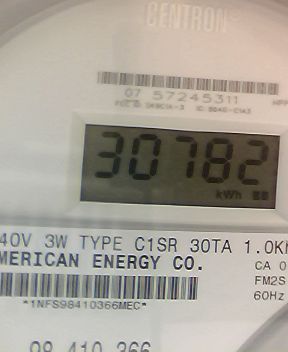 CENTRON®
07 57245311
30782
kWh
40V 3W TYPE C1SR 30TA 1.0K
MERICAN ENERGY CO.
CA 0
FM2S
60Hz
*1NFS98410366MEC*
98 410 366